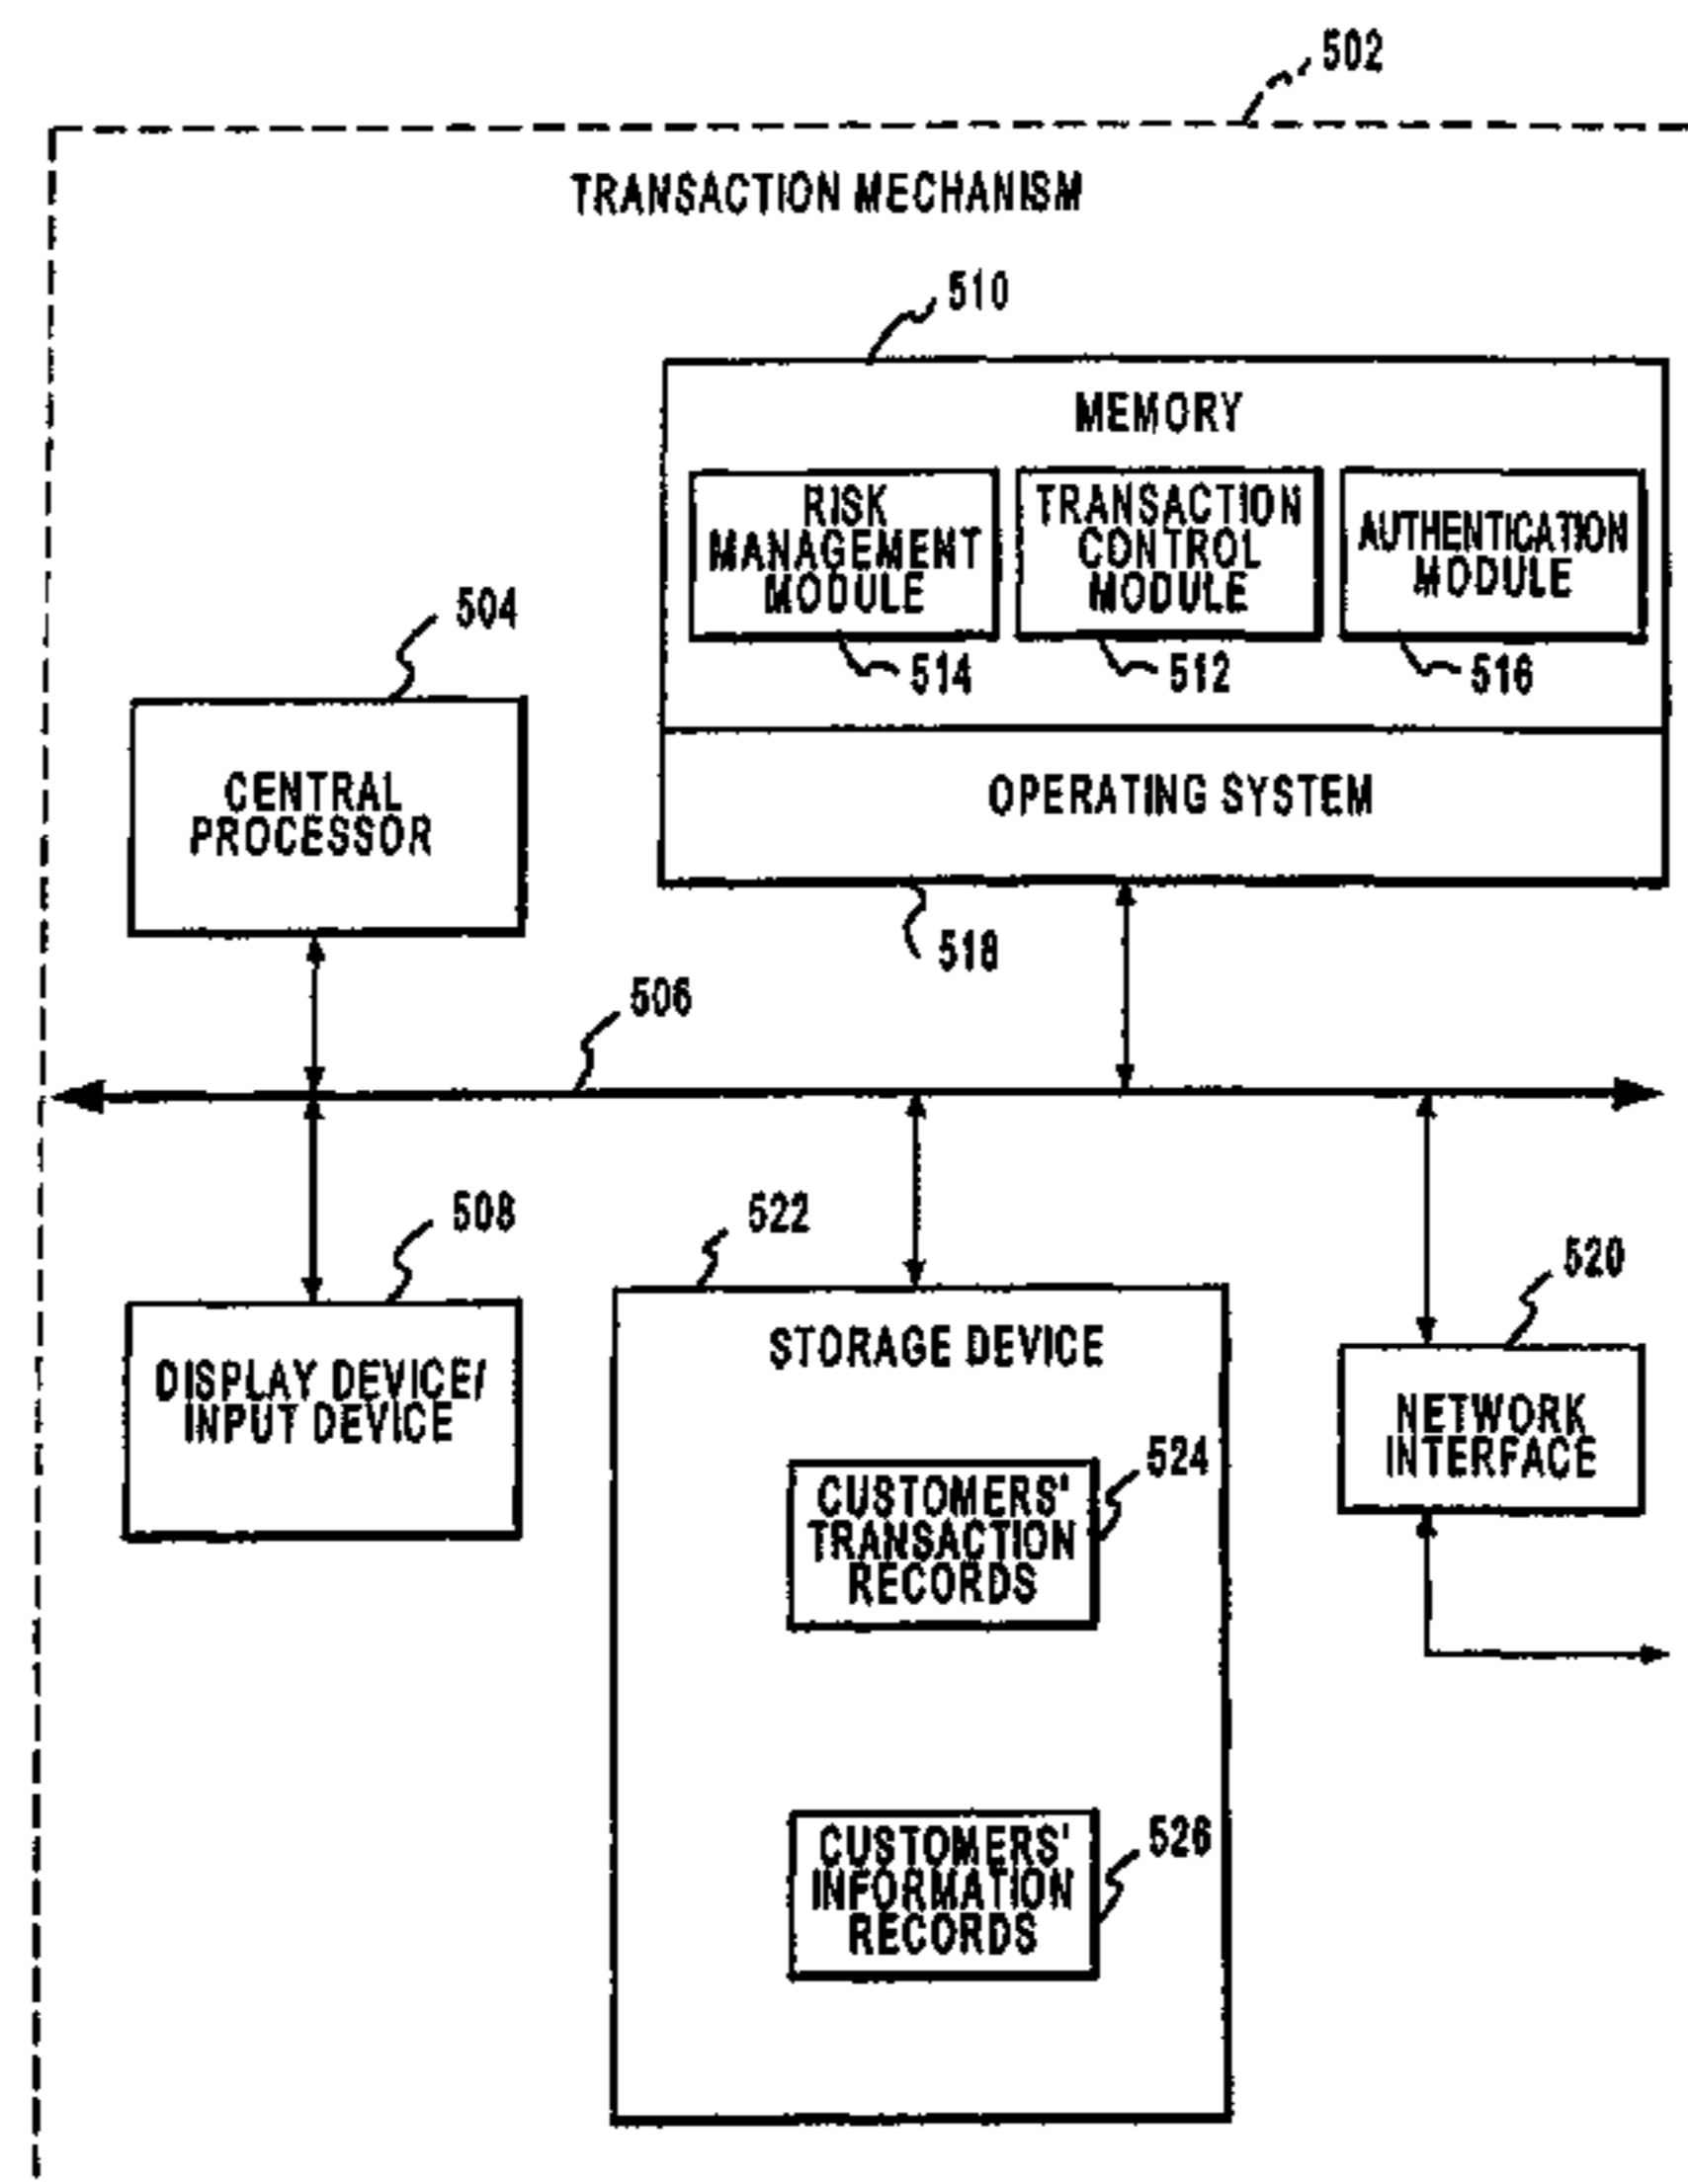 502
TRANSACTION MECHANISM
510
MEMORY
RISK
MANAGEMENT
MODULE
TRANSACTION
CONTROL
MODULE
AUTHENTICATION
MODULE
514
512
516
504
CENTRAL
PROCESSOR
OPERATING SYSTEM
518
506
508
DISPLAY DEVICE/
INPUT DEVICE
522
STORAGE DEVICE
520
NETWORK
INTERFACE
524
CUSTOMERS'
TRANSACTION
RECORDS
526
CUSTOMERS'
INFORMATION
RECORDS